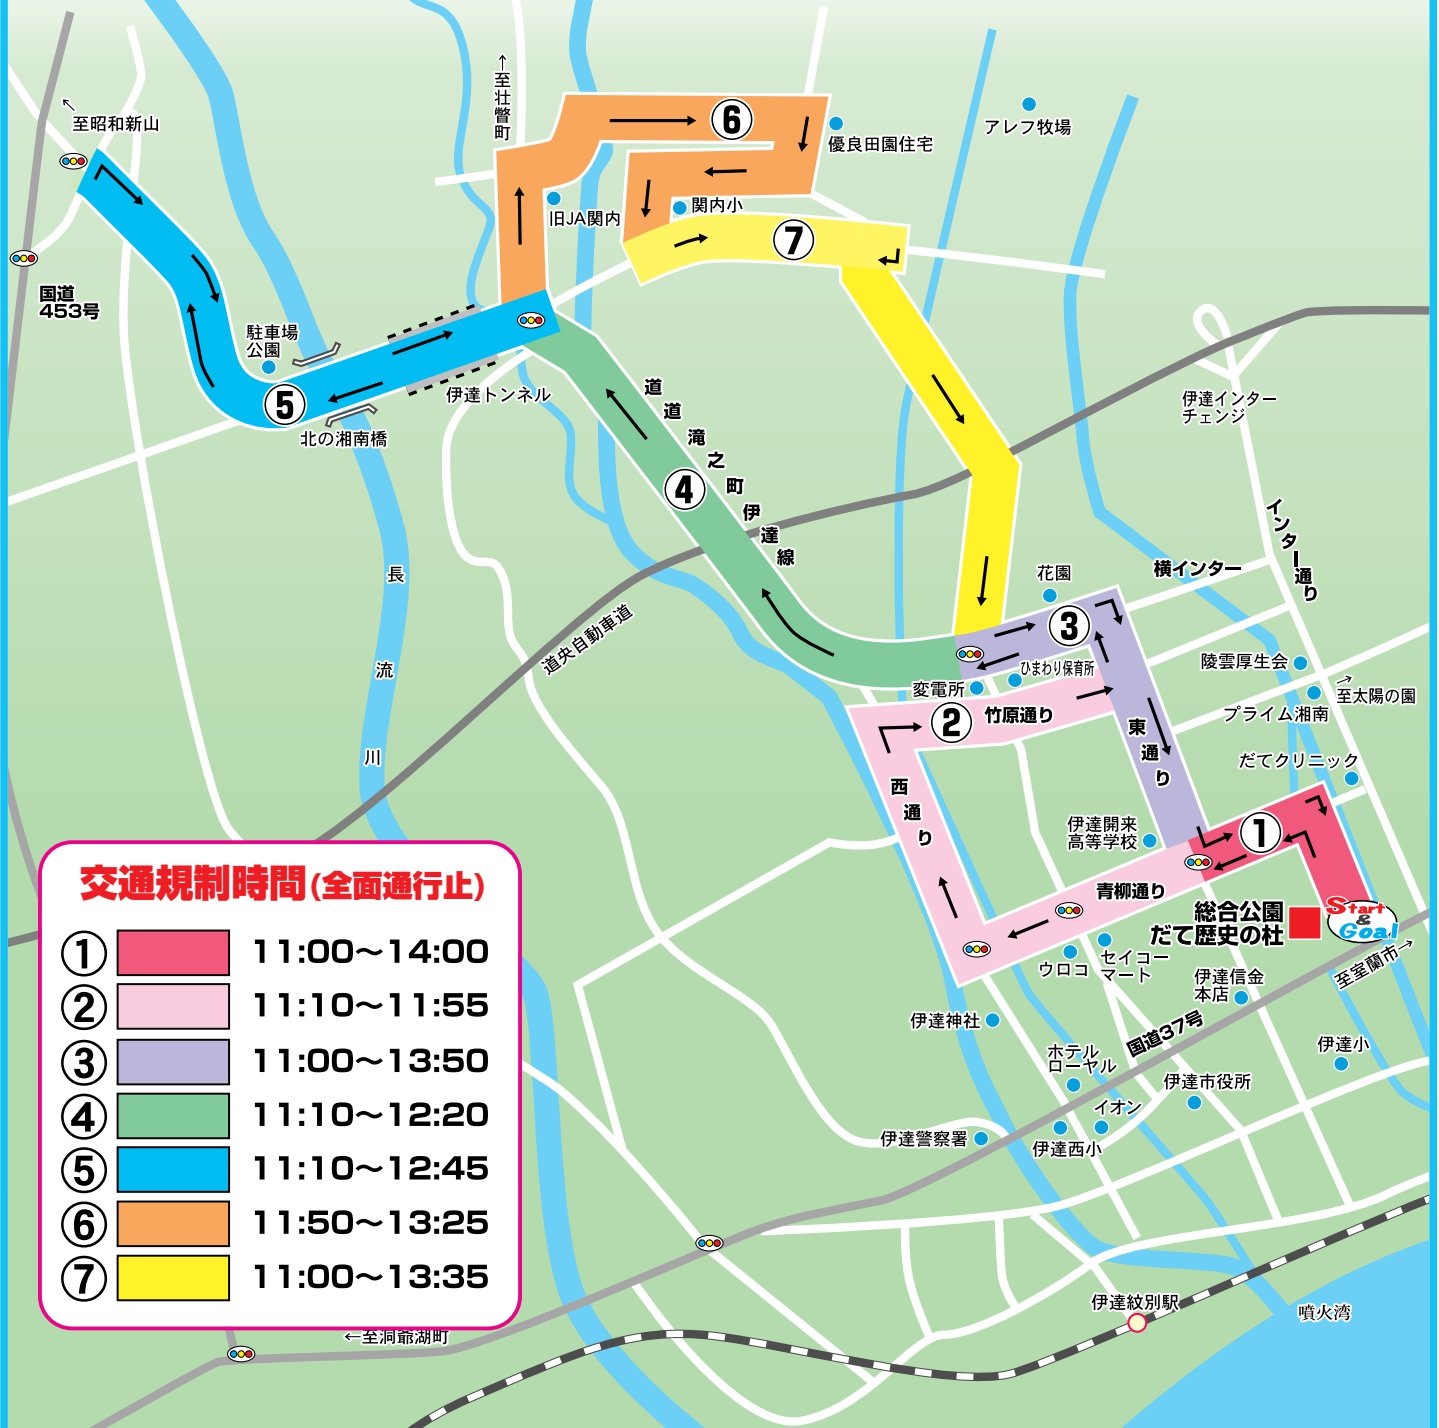 ↑至壮瞥町
↑至昭和新山
国道
453号
駐車場
公園
北の湘南橋
伊達トンネル
旧JA関内
関内小
優良田園住宅
アレフ牧場
伊達インター
チェンジ
道道滝之町伊達線
長流川
道央自動車道
花園
横インター
インター通り
ひまわり保育所
変電所
竹原通り
東通り
西通り
陵雲厚生会
→
至太陽の園
プライム湘南
だてクリニック
伊達開来
高等学校
青柳通り
総合公園
だて歴史の杜
Start
&
Goal
至室蘭市→
ウロコ
セイコー
マート
伊達信金
本店
伊達神社
国道37号
ホテル
ローヤル
伊達小
伊達市役所
イオン
伊達警察署
伊達西小
伊達紋別駅
噴火湾
←至洞爺湖町
1
2
3
4
5
6
7
交通規制時間(全面通行止)
① 11:00〜14:00
② 11:10〜11:55
③ 11:00〜13:50
④ 11:10〜12:20
⑤ 11:10〜12:45
⑥ 11:50〜13:25
⑦ 11:00〜13:35